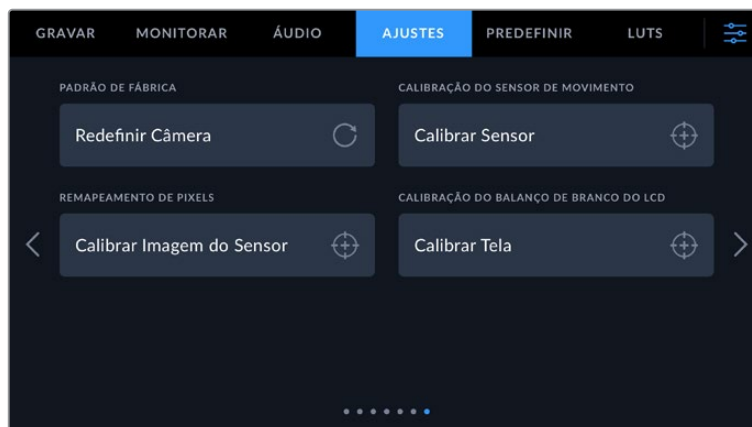 GRAVAR MONITORAR ÁUDIO AJUSTES PREDEFINIR LUTS
PADRÃO DE FÁBRICA
Redefinir Câmera
CALIBRAÇÃO DO SENSOR DE MOVIMENTO
Calibrar Sensor
REMAPEAMENTO DE PIXELS
Calibrar Imagem do Sensor
CALIBRAÇÃO DO BALANÇO DE BRANCO DO LCD
Calibrar Tela